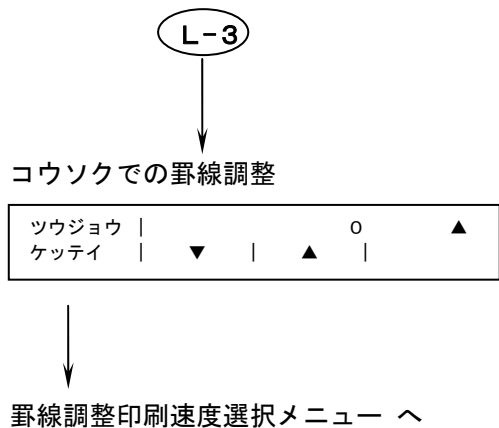 L-3
コウソクでの罫線調整
ツウジョウ | o ▲
ケッテイ | ▼ | ▲ |
罫線調整印刷速度選択メニュー へ